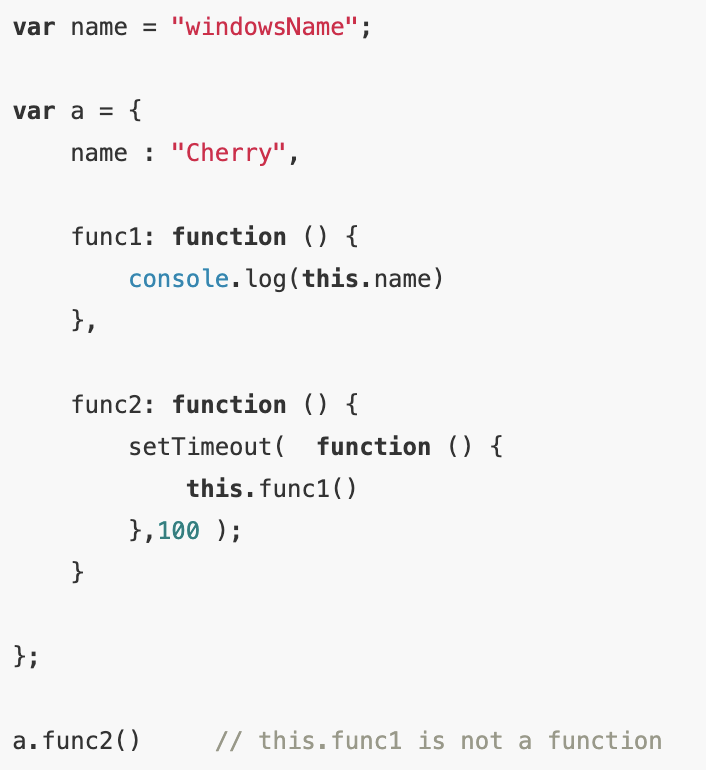 var name = "windowsName";
var a = {
    name : "Cherry",
    func1: function () {
        console.log(this.name)
    },
    func2: function () {
        setTimeout(  function () {
            this.func1()
        },100 );
    }
};
a.func2()     // this.func1 is not a function